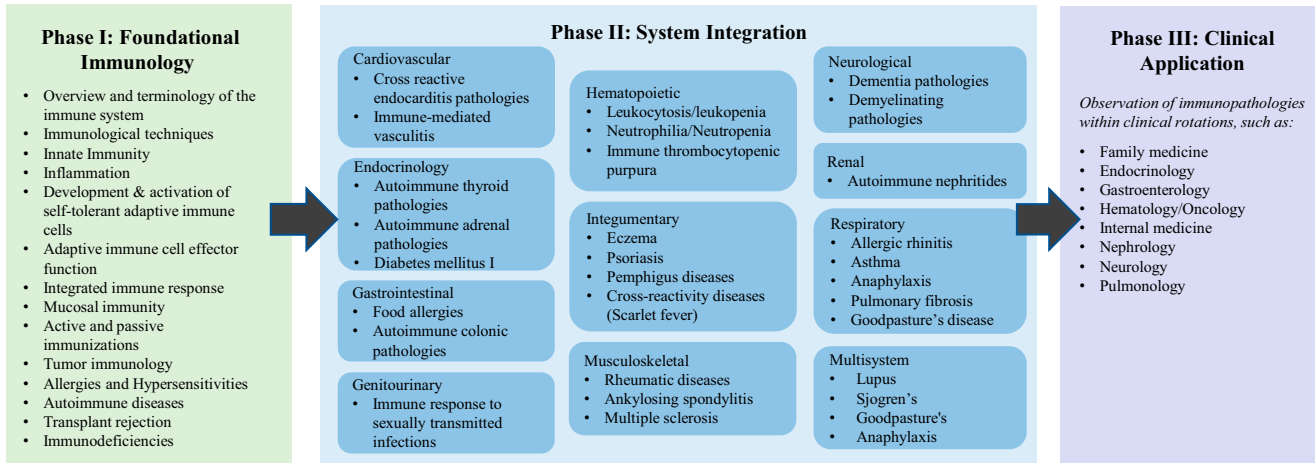 Phase I: Foundational
Immunology
• Overview and terminology of the
immune system
• Immunological techniques
• Innate Immunity
• Inflammation
• Development & activation of
self-tolerant adaptive immune
cells
• Adaptive immune cell effector
function
• Integrated immune response
• Mucosal immunity
• Active and passive
immunizations
• Tumor immunology
• Allergies and Hypersensitivities
• Autoimmune diseases
• Transplant rejection
• Immunodeficiencies
Phase II: System Integration
Cardiovascular
• Cross reactive
endocarditis pathologies
• Immune-mediated
vasculitis
Endocrinology
• Autoimmune thyroid
pathologies
• Autoimmune adrenal
pathologies
• Diabetes mellitus I
Gastrointestinal
• Food allergies
• Autoimmune colonic
pathologies
Genitourinary
• Immune response to
sexually transmitted
infections
Hematopoietic
• Leukocytosis/leukopenia
• Neutrophilia/Neutropenia
• Immune thrombocytopenic
purpura
Integumentary
• Eczema
• Psoriasis
• Pemphigus diseases
• Cross-reactivity diseases
(Scarlet fever)
Musculoskeletal
• Rheumatic diseases
• Ankylosing spondylitis
• Multiple sclerosis
Neurological
• Dementia pathologies
• Demyelinating
pathologies
Renal
• Autoimmune nephritides
Respiratory
• Allergic rhinitis
• Asthma
• Anaphylaxis
• Pulmonary fibrosis
• Goodpasture’s disease
Multisystem
• Lupus
• Sjogren’s
• Goodpasture's
• Anaphylaxis
Phase III: Clinical
Application
Observation of immunopathologies
within clinical rotations, such as:
• Family medicine
• Endocrinology
• Gastroenterology
• Hematology/Oncology
• Internal medicine
• Nephrology
• Neurology
• Pulmonology